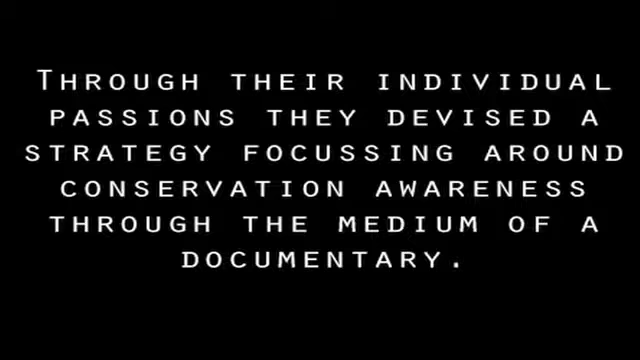 Through their individual
passions they devised a
strategy focussing around
conservation awareness
through the medium of a
documentary.